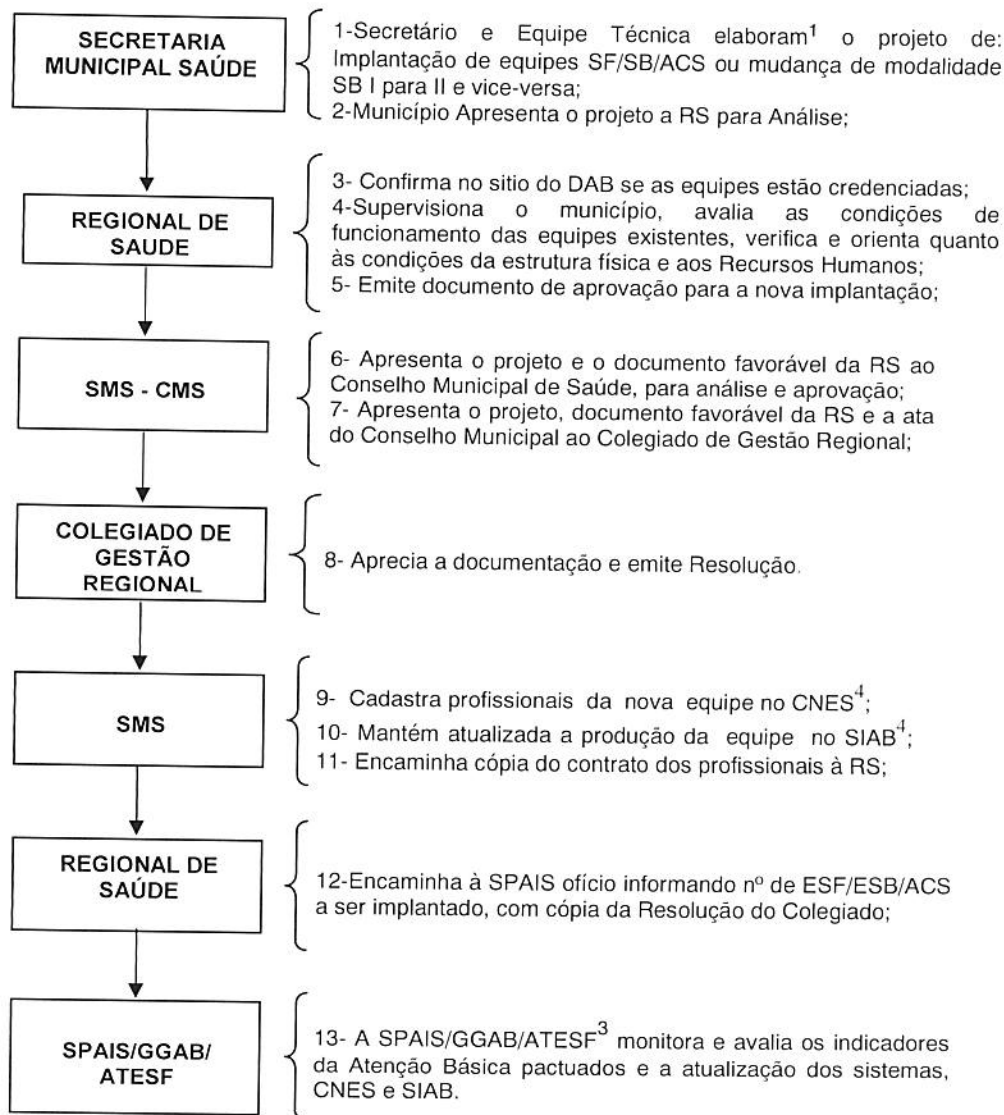 SECRETARIA
MUNICIPAL SAÚDE
1-Secretário e Equipe Técnica elaboram¹ o projeto de:
Implantação de equipes SF/SB/ACS ou mudança de modalidade
SB I para II e vice-versa;
2-Município Apresenta o projeto a RS para Análise;
REGIONAL DE
SAUDE
3- Confirma no sitio do DAB se as equipes estão credenciadas;
4-Supervisiona o município, avalia as condições de
funcionamento das equipes existentes, verifica e orienta quanto
às condições da estrutura física e aos Recursos Humanos;
5- Emite documento de aprovação para a nova implantação;
SMS - CMS
6- Apresenta o projeto e o documento favorável da RS ao
Conselho Municipal de Saúde, para análise e aprovação;
7- Apresenta o projeto, documento favorável da RS e a ata
do Conselho Municipal ao Colegiado de Gestão Regional;
COLEGIADO DE
GESTÃO
REGIONAL
8- Aprecia a documentação e emite Resolução.
SMS
9- Cadastra profissionais da nova equipe no CNES⁴;
10- Mantém atualizada a produção da equipe no SIAB⁴;
11- Encaminha cópia do contrato dos profissionais à RS;
REGIONAL DE
SAÚDE
12-Encaminha à SPAIS ofício informando nº de ESF/ESB/ACS
a ser implantado, com cópia da Resolução do Colegiado;
SPAIS/GGAB/
ATESF
13- A SPAIS/GGAB/ATESF³ monitora e avalia os indicadores
da Atenção Básica pactuados e a atualização dos sistemas,
CNES e SIAB.